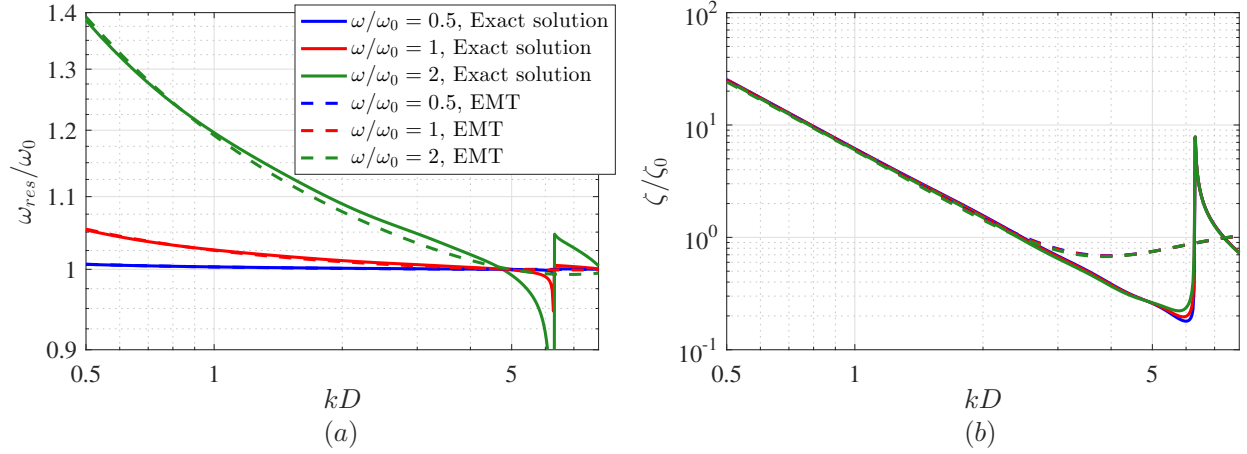 1.4
1.3
1.2
1.1
1
0.9
ω_res/ω_0
0.5
1
5
kD
(a)
ω/ω_0 = 0.5, Exact solution
ω/ω_0 = 1, Exact solution
ω/ω_0 = 2, Exact solution
ω/ω_0 = 0.5, EMT
ω/ω_0 = 1, EMT
ω/ω_0 = 2, EMT
10^2
10^1
10^0
10^-1
ζ/ζ_0
0.5
1
5
kD
(b)